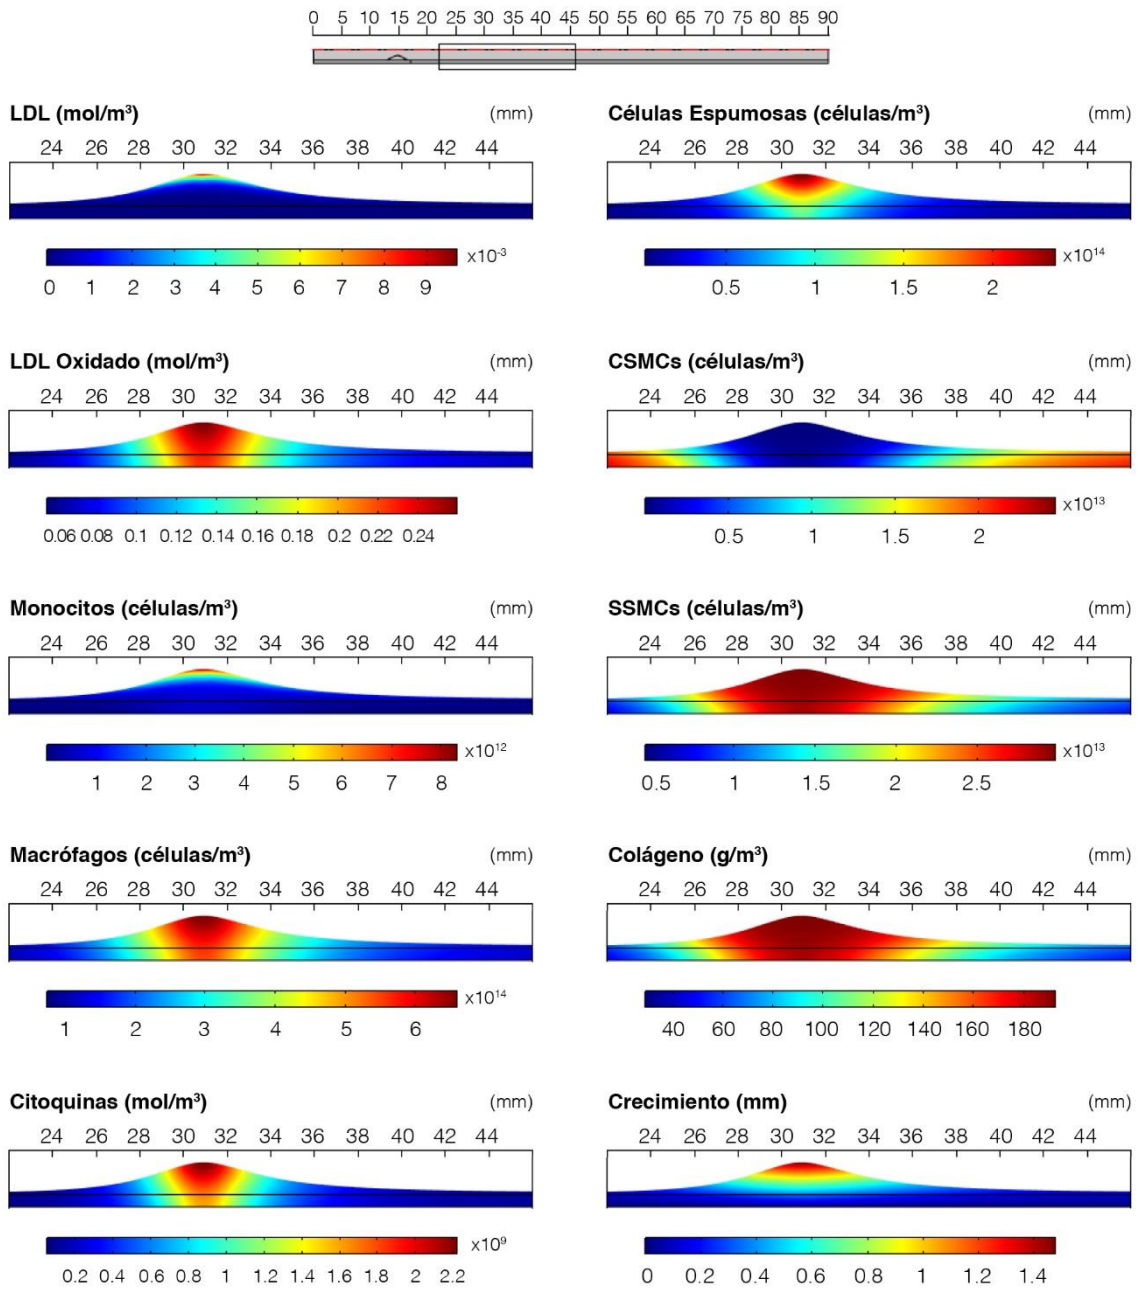 0 5 10 15 20 25 30 35 40 45 50 55 60 65 70 75 80 85 90
LDL (mol/m³) (mm)
24 26 28 30 32 34 36 38 40 42 44
x10⁻³
0 1 2 3 4 5 6 7 8 9
Células Espumosas (células/m³) (mm)
24 26 28 30 32 34 36 38 40 42 44
x10¹⁴
0.5 1 1.5 2
LDL Oxidado (mol/m³) (mm)
24 26 28 30 32 34 36 38 40 42 44
0.06 0.08 0.1 0.12 0.14 0.16 0.18 0.2 0.22 0.24
CSMCs (células/m³) (mm)
24 26 28 30 32 34 36 38 40 42 44
x10¹³
0.5 1 1.5 2
Monocitos (células/m³) (mm)
24 26 28 30 32 34 36 38 40 42 44
x10¹²
1 2 3 4 5 6 7 8
SSMCs (células/m³) (mm)
24 26 28 30 32 34 36 38 40 42 44
x10¹³
0.5 1 1.5 2 2.5
Macrófagos (células/m³) (mm)
24 26 28 30 32 34 36 38 40 42 44
x10¹⁴
1 2 3 4 5 6
Colágeno (g/m³) (mm)
24 26 28 30 32 34 36 38 40 42 44
40 60 80 100 120 140 160 180
Citoquinas (mol/m³) (mm)
24 26 28 30 32 34 36 38 40 42 44
x10⁹
0.2 0.4 0.6 0.8 1 1.2 1.4 1.6 1.8 2 2.2
Crecimiento (mm) (mm)
24 26 28 30 32 34 36 38 40 42 44
0 0.2 0.4 0.6 0.8 1 1.2 1.4